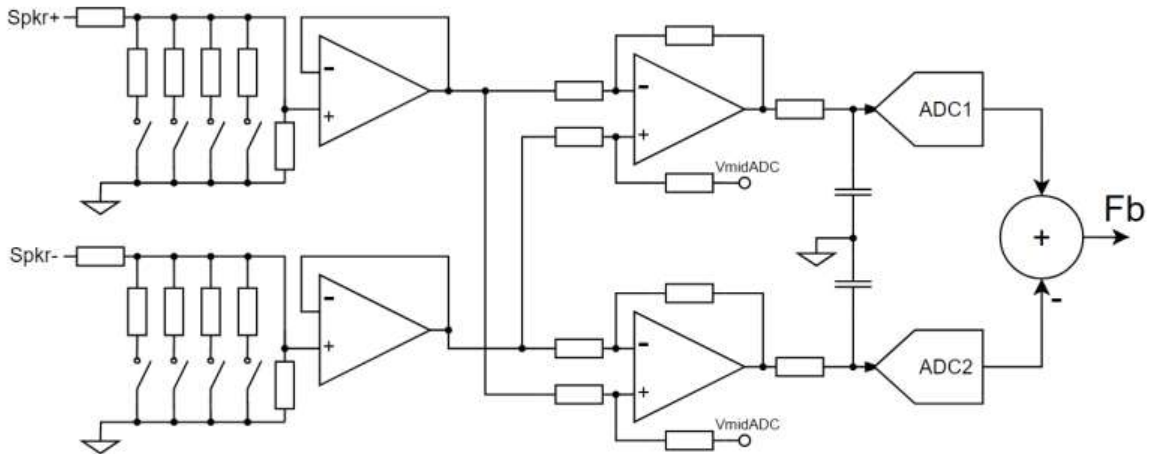 Spkr+
-
+
-
+
VmidADC
ADC1
Fb
+
-
Spkr-
-
+
-
+
VmidADC
ADC2